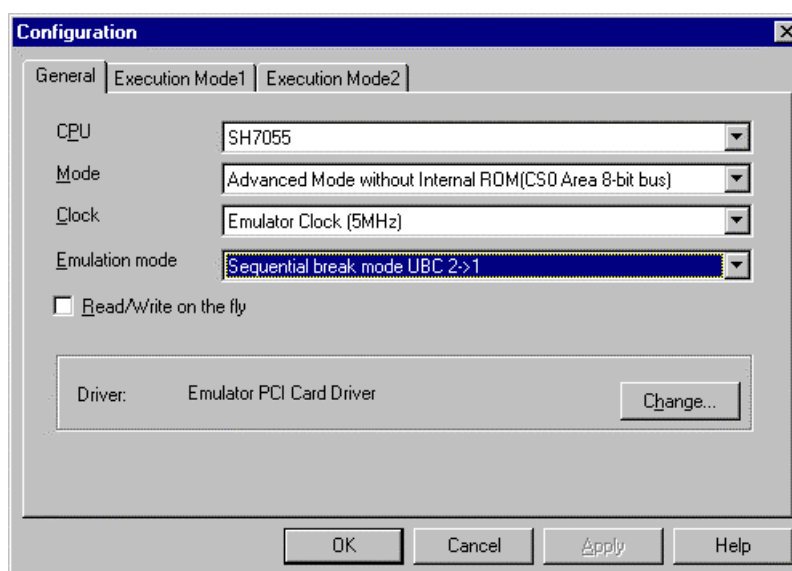 Configuration
General Execution Mode1 Execution Mode2
CPU SH7055
Mode Advanced Mode without Internal ROM(CS0 Area 8-bit bus)
Clock Emulator Clock (5MHz)
Emulation mode Sequential break mode UBC 2->1
Read/Write on the fly
Driver: Emulator PCI Card Driver Change...
OK Cancel Apply Help